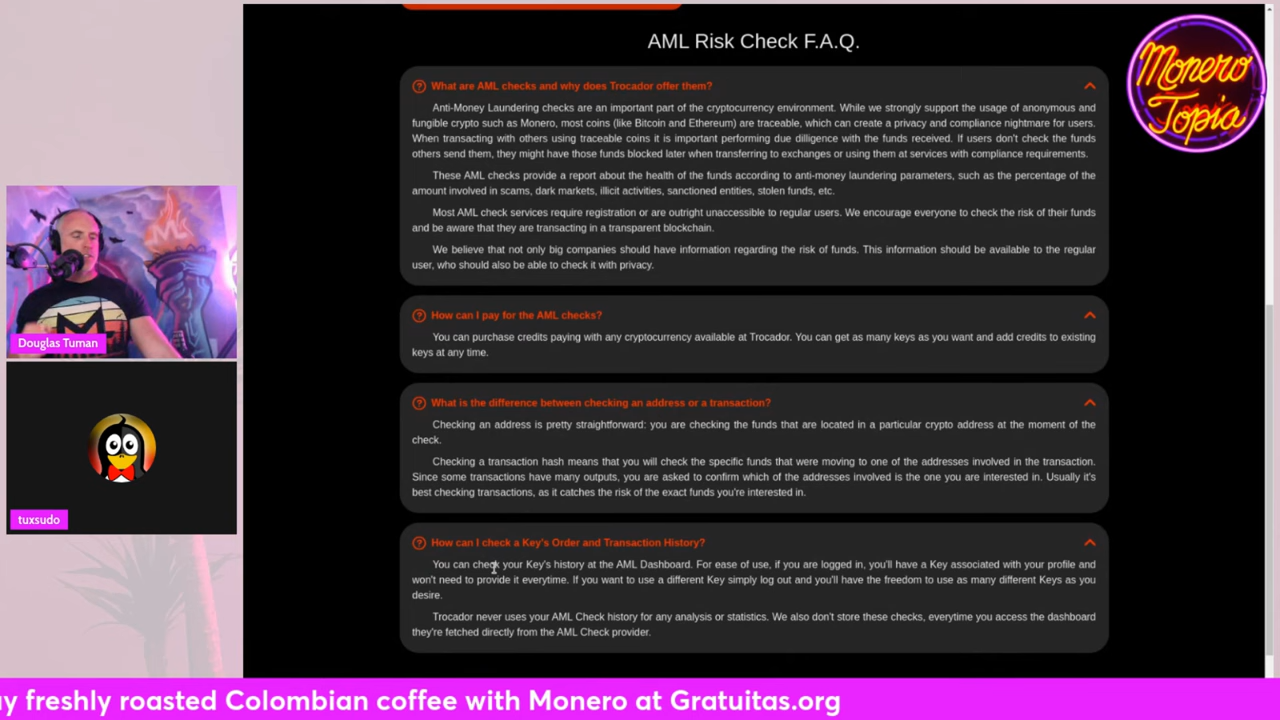 AML Risk Check F.A.Q.
Monero
Topia
What are AML checks and why does Trocador offer them?
Anti-Money Laundering checks are an important part of the cryptocurrency environment. While we strongly support the usage of anonymous and
fungible crypto such as Monero, most coins (like Bitcoin and Ethereum) are traceable, which can create a privacy and compliance nightmare for users.
When transacting with others using traceable coins it is important performing due dilligence with the funds received. If users don't check the funds
others send them, they might have those funds blocked later when transferring to exchanges or using them at services with compliance requirements.
These AML checks provide a report about the health of the funds according to anti-money laundering parameters, such as the percentage of the
amount involved in scams, dark markets, illicit activities, sanctioned entities, stolen funds, etc.
Most AML check services require registration or are outright unaccessible to regular users. We encourage everyone to check the risk of their funds
and be aware that they are transacting in a transparent blockchain.
We believe that not only big companies should have information regarding the risk of funds. This information should be available to the regular
user, who should also be able to check it with privacy.
How can I pay for the AML checks?
You can purchase credits paying with any cryptocurrency available at Trocador. You can get as many keys as you want and add credits to existing
keys at any time.
What is the difference between checking an address or a transaction?
Checking an address is pretty straightforward: you are checking the funds that are located in a particular crypto address at the moment of the
check.
Checking a transaction hash means that you will check the specific funds that were moving to one of the addresses involved in the transaction.
Since some transactions have many outputs, you are asked to confirm which of the addresses involved is the one you are interested in. Usually it's
best checking transactions, as it catches the risk of the exact funds you're interested in.
How can I check a Key's Order and Transaction History?
You can check your Key's history at the AML Dashboard. For ease of use, if you are logged in, you'll have a Key associated with your profile and
won't need to provide it everytime. If you want to use a different Key simply log out and you'll have the freedom to use as many different Keys as you
desire.
Trocador never uses your AML Check history for any analysis or statistics. We also don't store these checks, everytime you access the dashboard
they're fetched directly from the AML Check provider.
Douglas Tuman
tuxsudo
ay freshly roasted Colombian coffee with Monero at Gratuitas.org